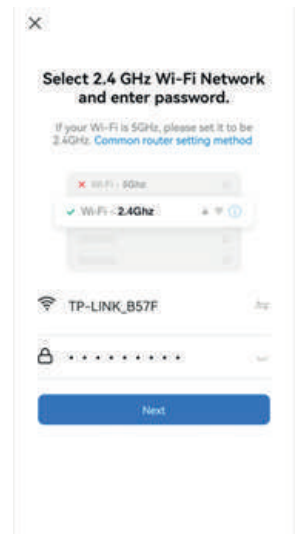 Select 2.4 GHz Wi-Fi Network
and enter password.
If your Wi-Fi is 5GHz, please set it to be
2.4GHz. Common router setting method
Wi-Fi - 5Ghz
Wi-Fi - 2.4Ghz
TP-LINK_B57F
Next